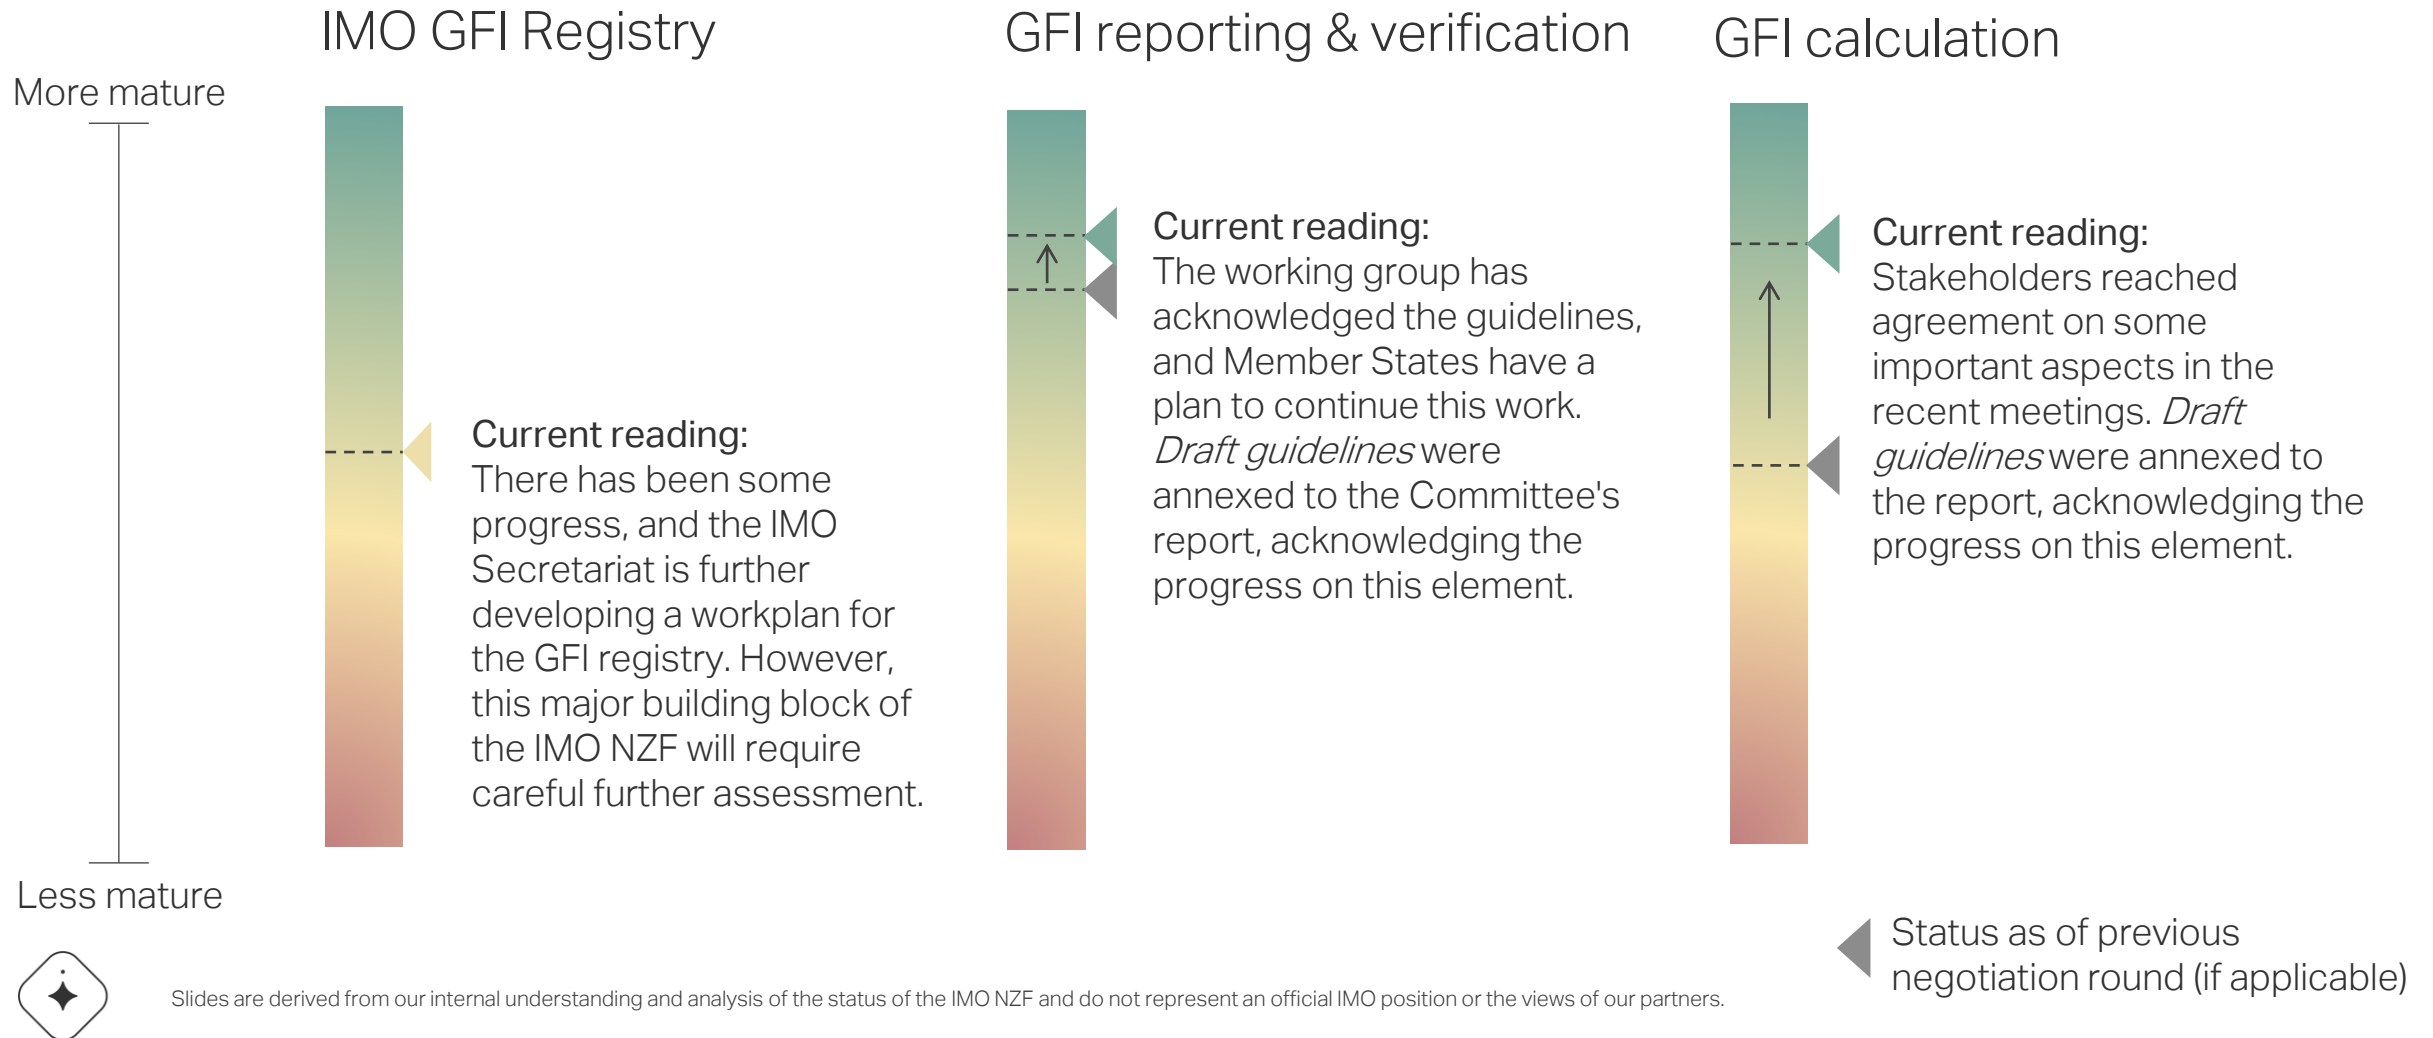 IMO GFI Registry
GFI reporting & verification
GFI calculation
More mature
Less mature
Current reading:
There has been some
progress, and the IMO
Secretariat is further
developing a workplan for
the GFI registry. However,
this major building block of
the IMO NZF will require
careful further assessment.
Current reading:
The working group has
acknowledged the guidelines,
and Member States have a
plan to continue this work.
Draft guidelines were
annexed to the Committee's
report, acknowledging the
progress on this element.
Current reading:
Stakeholders reached
agreement on some
important aspects in the
recent meetings. Draft
guidelines were annexed to
the report, acknowledging the
progress on this element.
Status as of previous
negotiation round (if applicable)
Slides are derived from our internal understanding and analysis of the status of the IMO NZF and do not represent an official IMO position or the views of our partners.